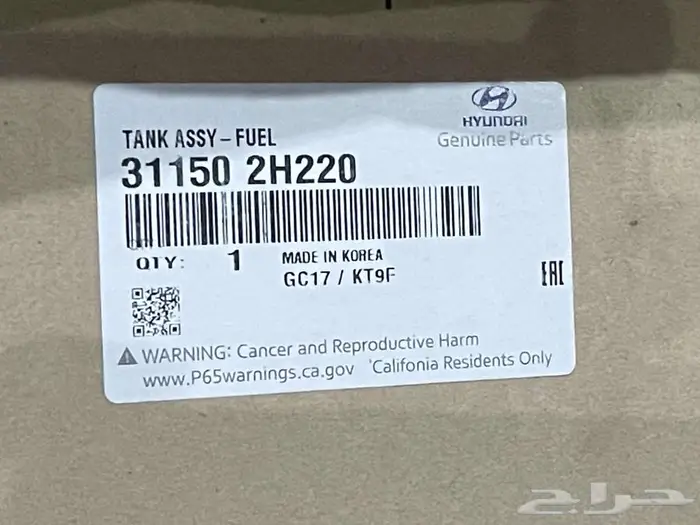 HYUNDAI
Genuine Parts
TANK ASSY-FUEL
31150 2H220
QTY: 1 MADE IN KOREA
GC17 / KT9F
EAC
WARNING: Cancer and Reproductive Harm
www.P65warnings.ca.gov 'Califonia Residents Only
حراج